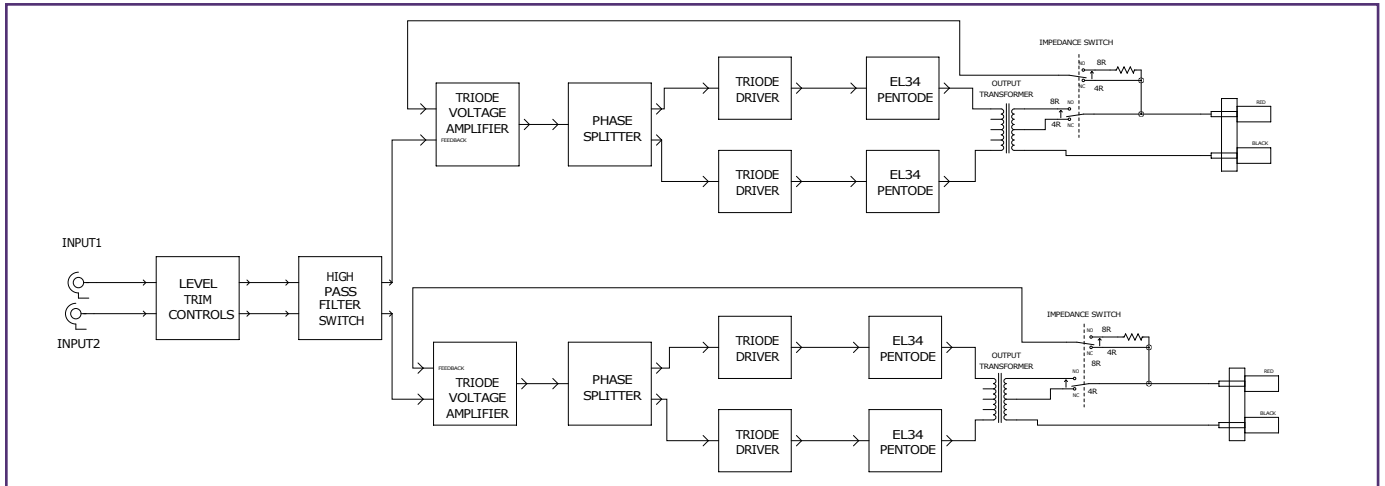 IMPEDANCE SWITCH
NO
8R
NC
4R
OUTPUT
TRANSFORMER
8R
NO
4R
NC
RED
BLACK
TRIODE
VOLTAGE
AMPLIFIER
FEEDBACK
PHASE
SPLITTER
TRIODE
DRIVER
EL34
PENTODE
TRIODE
DRIVER
EL34
PENTODE
INPUT1
INPUT2
LEVEL
TRIM
CONTROLS
HIGH
PASS
FILTER
SWITCH
FEEDBACK
TRIODE
VOLTAGE
AMPLIFIER
PHASE
SPLITTER
TRIODE
DRIVER
EL34
PENTODE
TRIODE
DRIVER
EL34
PENTODE
OUTPUT
TRANSFORMER
IMPEDANCE SWITCH
NO
8R
NC
4R
8R
NO
4R
NC
RED
BLACK